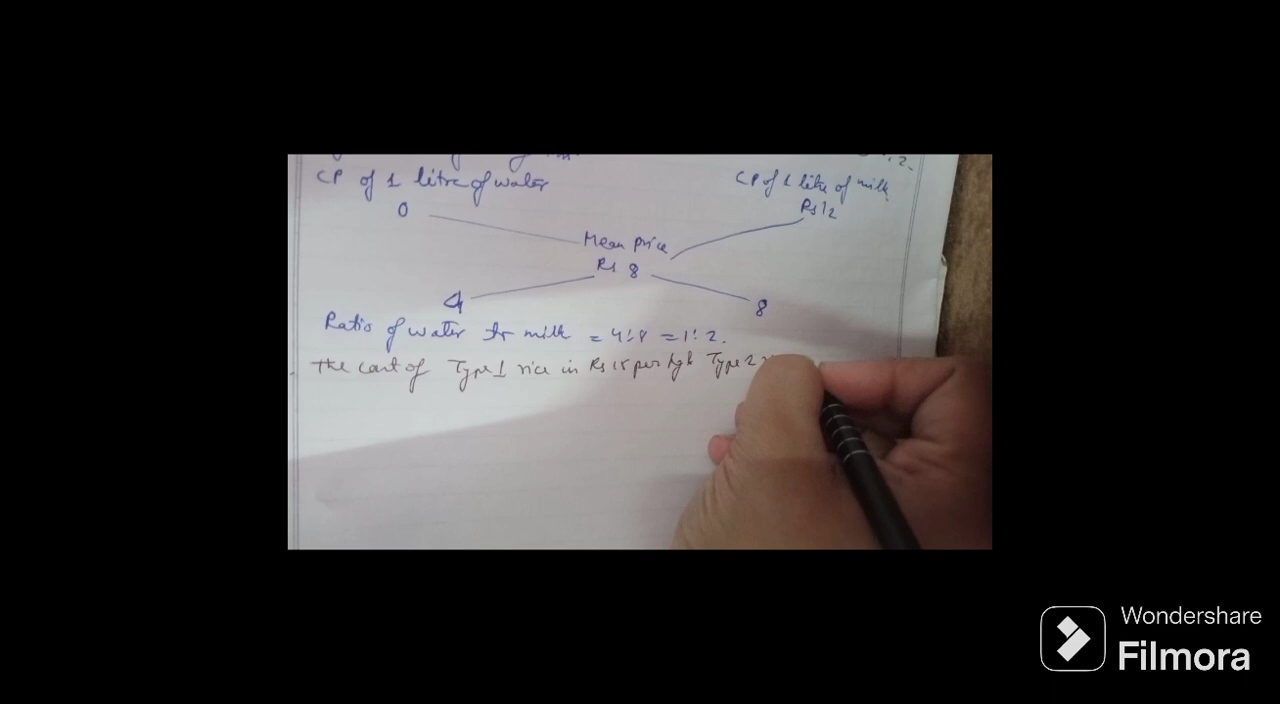 CP of 1 litre of water
CP of 1 litre of milk
0
Rs 12
Mean price
Rs 8
4
8
Ratio of water to milk = 4:8 = 1:2.
The cost of Type 1 rice is Rs 15 per kg & Type 2
Wondershare
Filmora